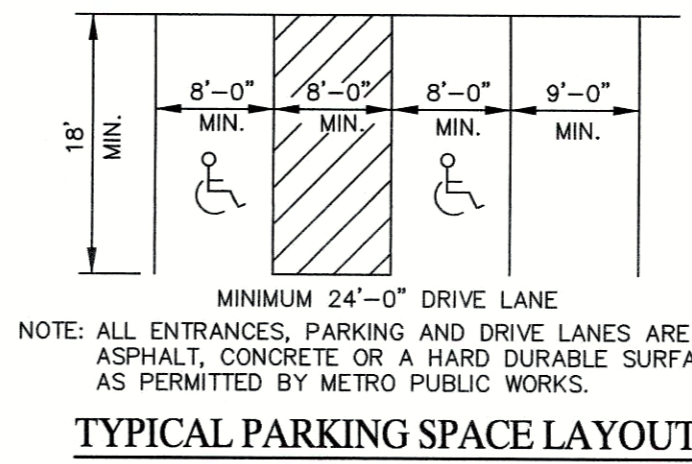 8'-0" 8'-0" 8'-0" 9'-0"
MIN. MIN. MIN. MIN.
18'
MIN.
MINIMUM 24'-0" DRIVE LANE
NOTE: ALL ENTRANCES, PARKING AND DRIVE LANES ARE
ASPHALT, CONCRETE OR A HARD DURABLE SURFA
AS PERMITTED BY METRO PUBLIC WORKS.
TYPICAL PARKING SPACE LAYOUT